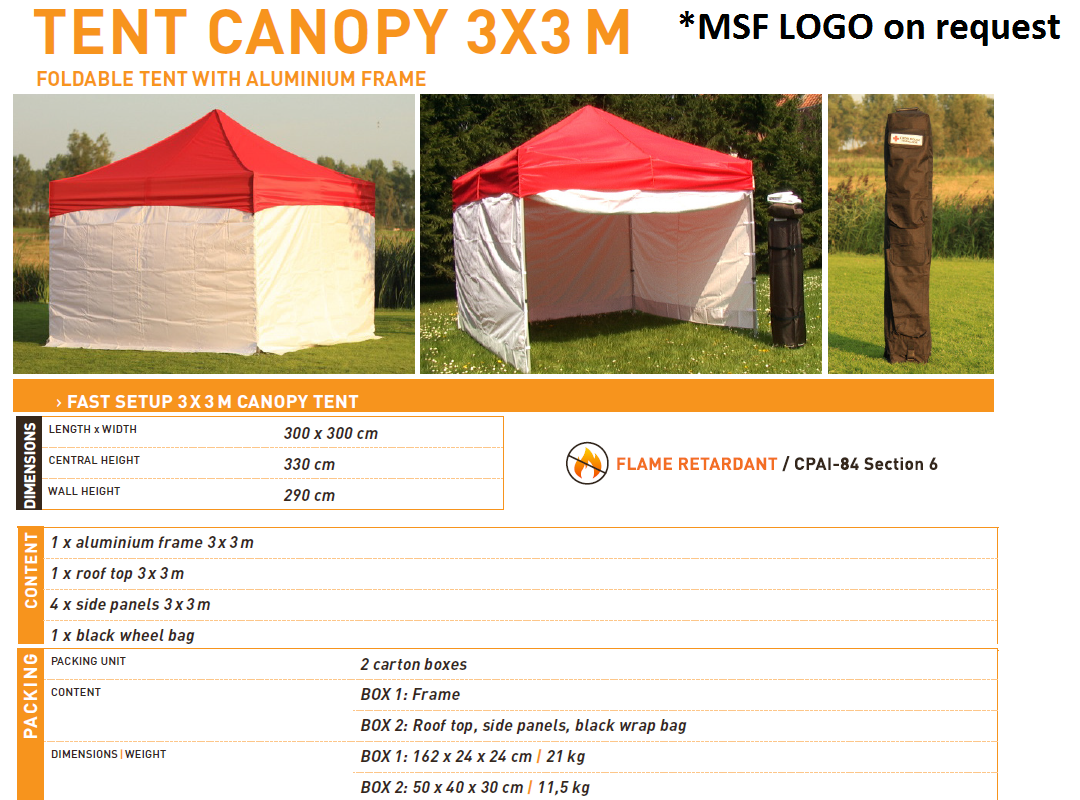 TENT CANOPY 3X3 M
*MSF LOGO on request
FOLDABLE TENT WITH ALUMINIUM FRAME
› FAST SETUP 3 X 3 M CANOPY TENT
DIMENSIONS
LENGTH x WIDTH 300 x 300 cm
CENTRAL HEIGHT 330 cm
WALL HEIGHT 290 cm
FLAME RETARDANT / CPAI-84 Section 6
CONTENT
1 x aluminium frame 3 x 3 m
1 x roof top 3 x 3 m
4 x side panels 3 x 3 m
1 x black wheel bag
PACKING
PACKING UNIT 2 carton boxes
CONTENT BOX 1: Frame
BOX 2: Roof top, side panels, black wrap bag
DIMENSIONS | WEIGHT BOX 1: 162 x 24 x 24 cm / 21 kg
BOX 2: 50 x 40 x 30 cm / 11,5 kg